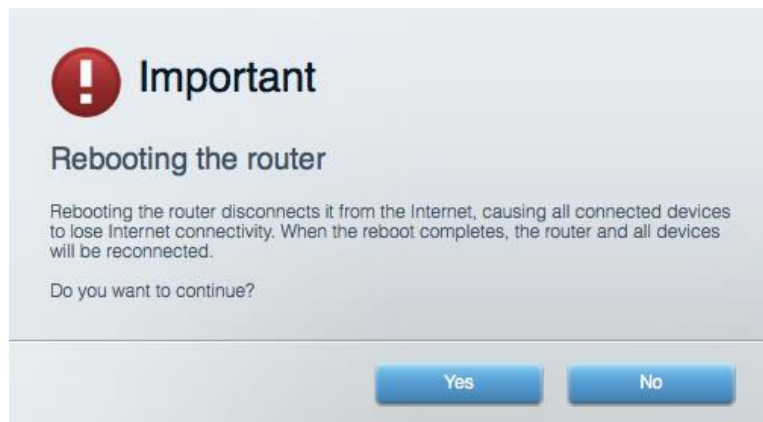 Important
Rebooting the router
Rebooting the router disconnects it from the Internet, causing all connected devices
to lose Internet connectivity. When the reboot completes, the router and all devices
will be reconnected.
Do you want to continue?
Yes
No